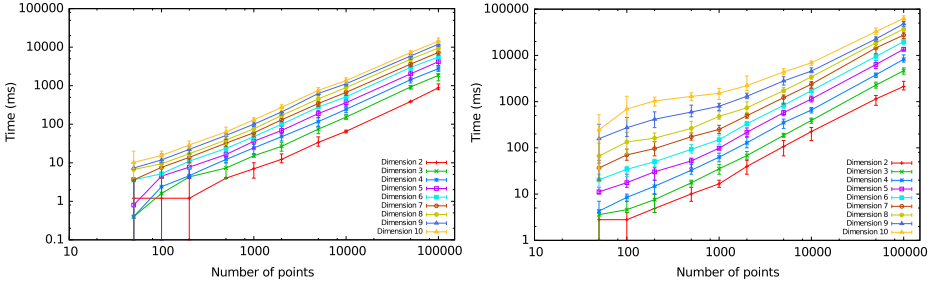 100000
10000
1000
100
10
1
0.1
Time (ms)
10 100 1000 10000 100000
Number of points
Dimension 2
Dimension 3
Dimension 4
Dimension 5
Dimension 6
Dimension 7
Dimension 8
Dimension 9
Dimension 10
100000
10000
1000
100
10
1
Time (ms)
10 100 1000 10000 100000
Number of points
Dimension 2
Dimension 3
Dimension 4
Dimension 5
Dimension 6
Dimension 7
Dimension 8
Dimension 9
Dimension 10